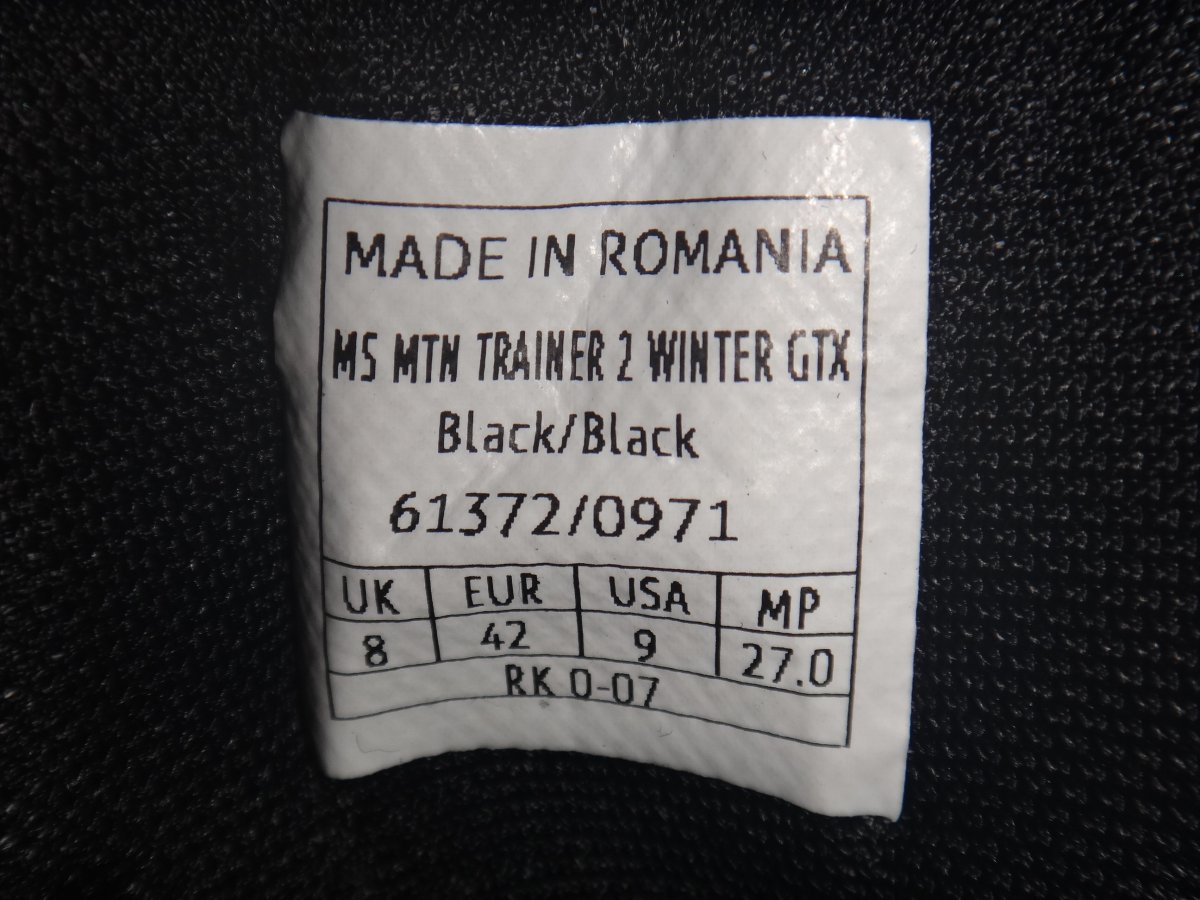 MADE IN ROMANIA
MS MTN TRAINER 2 WINTER GTX
Black/Black
61372/0971
UK EUR USA MP
8 42 9 27.0
RK 0-07